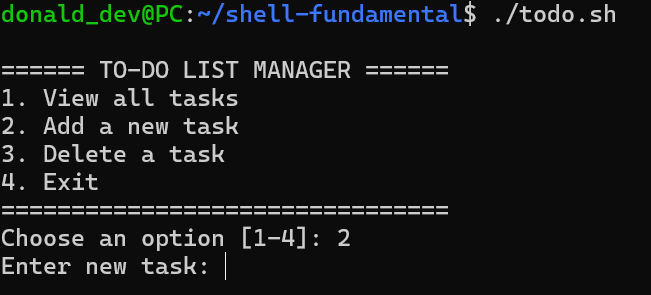 donald_dev@PC:~/shell-fundamental$ ./todo.sh
====== TO-DO LIST MANAGER ======
1. View all tasks
2. Add a new task
3. Delete a task
4. Exit
================================
Choose an option [1-4]: 2
Enter new task: